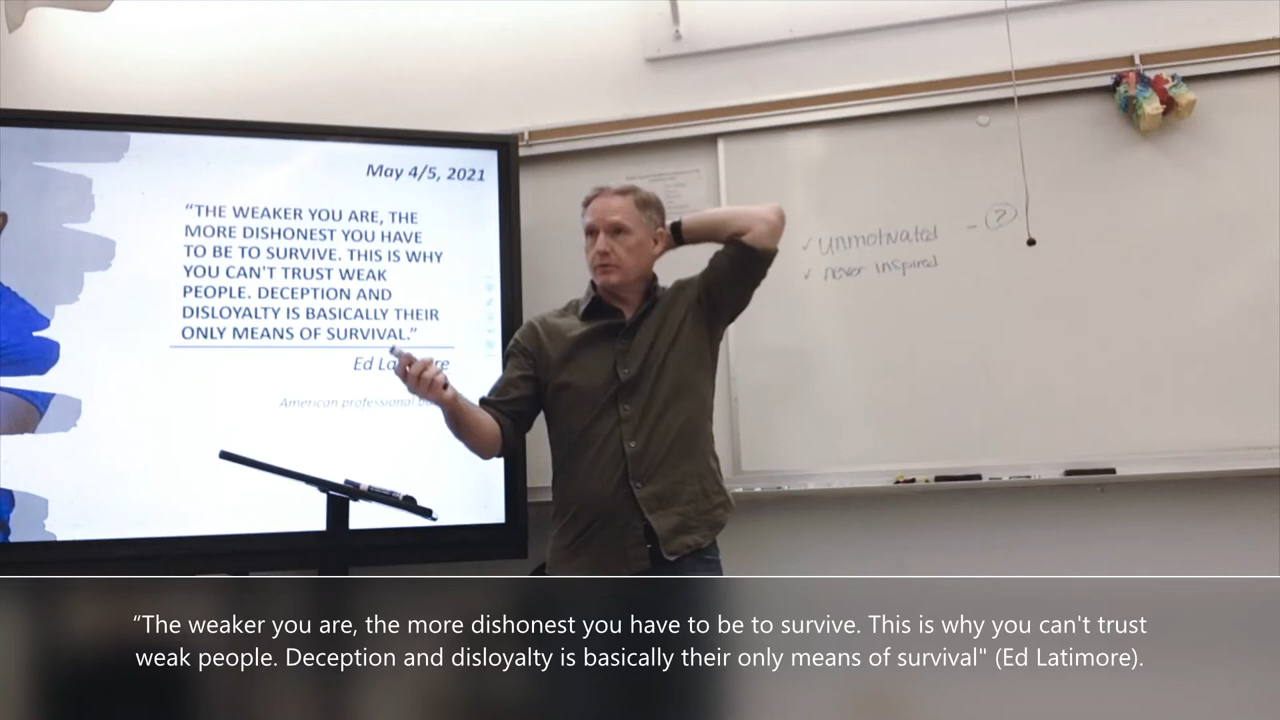 May 4/5, 2021
“THE WEAKER YOU ARE, THE
MORE DISHONEST YOU HAVE
TO BE TO SURVIVE. THIS IS WHY
YOU CAN'T TRUST WEAK
PEOPLE. DECEPTION AND
DISLOYALTY IS BASICALLY THEIR
ONLY MEANS OF SURVIVAL.”
Ed
American professional
✓ unmotivated - ?
✓ never inspired
“The weaker you are, the more dishonest you have to be to survive. This is why you can't trust
weak people. Deception and disloyalty is basically their only means of survival" (Ed Latimore).